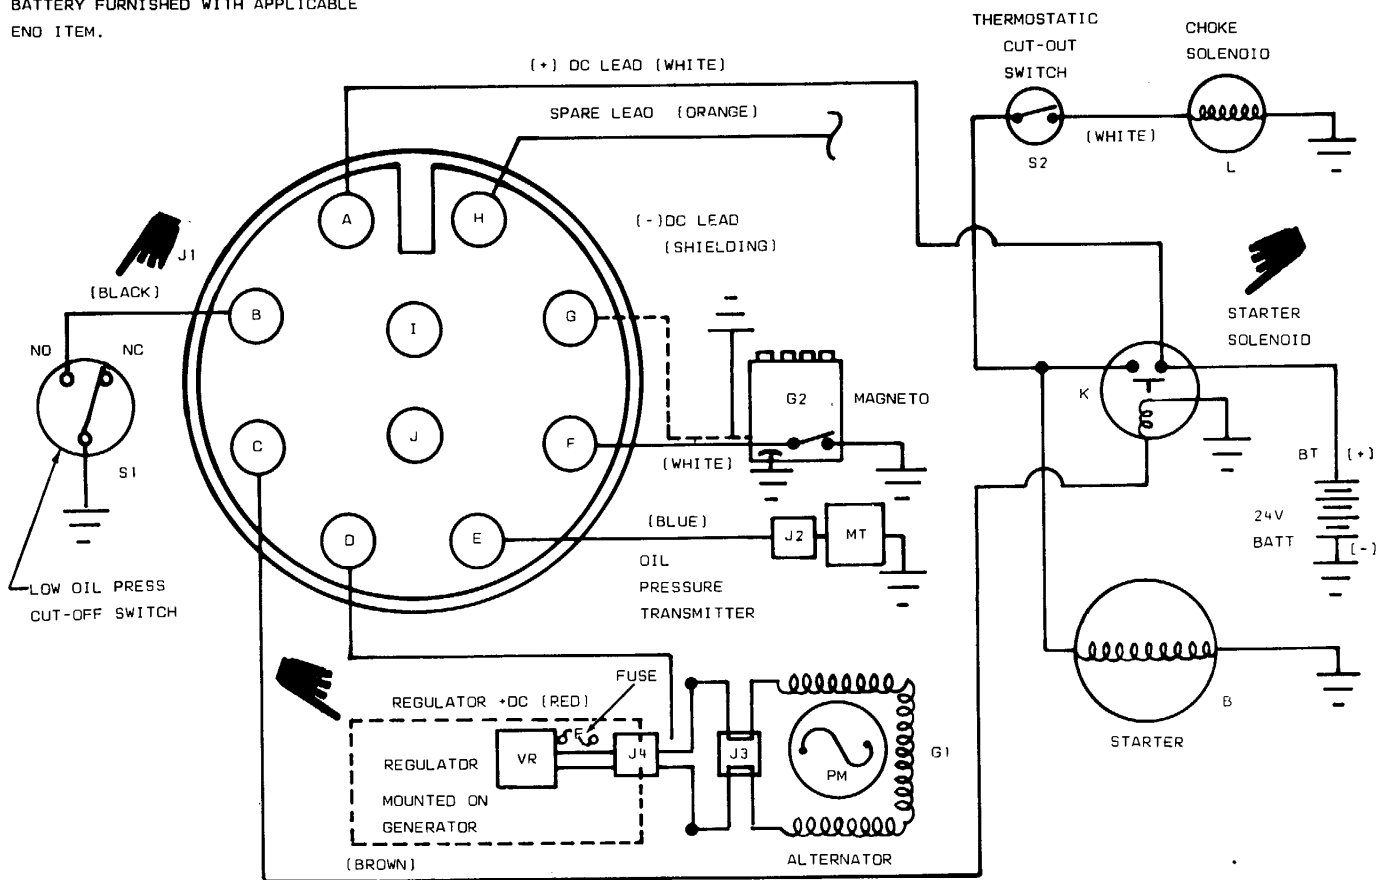 BATTERY FURNISHED WITH APPLICABLE
END ITEM.
THERMOSTATIC
CUT-OUT
SWITCH
CHOKE
SOLENOID
(+) DC LEAD (WHITE)
SPARE LEAD (ORANGE)
(WHITE)
S2
L
A
H
(-)DC LEAD
(SHIELDING)
J1
(BLACK)
B
I
G
STARTER
SOLENOID
NO
NC
K
G2
MAGNETO
C
J
F
(WHITE)
S1
BT
(+)
24V
BATT
(-)
D
E
(BLUE)
J2
MT
OIL
PRESSURE
TRANSMITTER
LOW OIL PRESS
CUT-OFF SWITCH
FUSE
REGULATOR +DC (RED)
F
VR
J4
J3
PM
G1
B
STARTER
REGULATOR
MOUNTED ON
GENERATOR
(BROWN)
ALTERNATOR